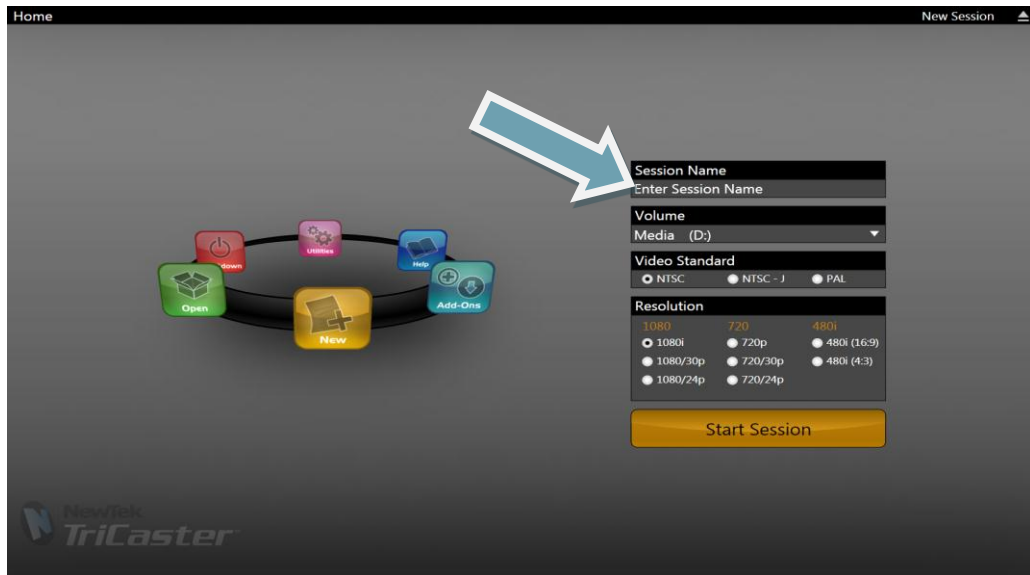 Home
New Session
Session Name
Enter Session Name
Volume
Media (D:)
Video Standard
NTSC NTSC - J PAL
Resolution
1080 720 480i
1080i 720p 480i (16:9)
1080/30p 720/30p 480i (4:3)
1080/24p 720/24p
Start Session
Utilities
down
Help
Open
Add-Ons
New
NewTek
TriCaster